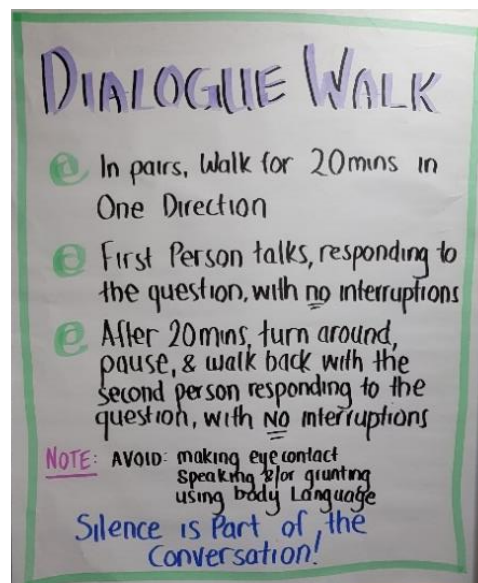 DIALOGUE WALK
In pairs, Walk for 20mins in
One Direction
First Person talks, responding to
the question, with no interruptions
After 20mins, turn around,
pause, & walk back with the
second person responding to the
question, with NO interruptions
NOTE: AVOID: making eye contact
Speaking &/or grunting
using body Language
Silence is Part of the
Conversation!